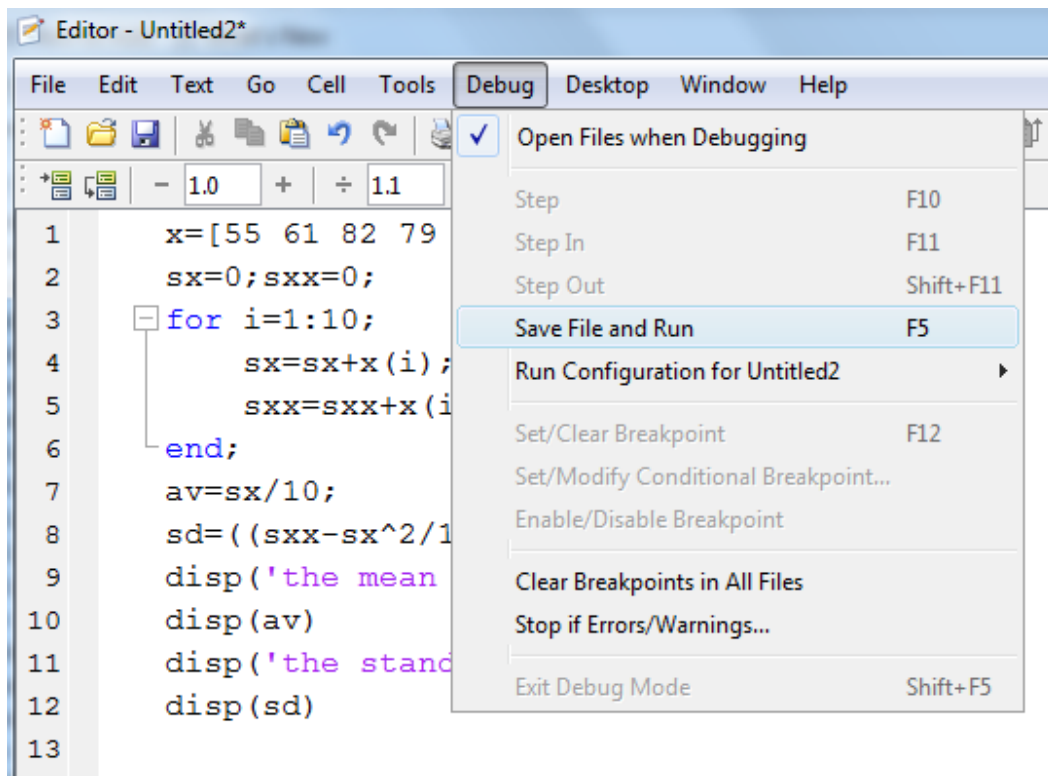 Editor - Untitled2*
File Edit Text Go Cell Tools Debug Desktop Window Help
Open Files when Debugging
1.0 + ÷ 1.1
Step F10
Step In F11
Step Out Shift+F11
Save File and Run F5
Run Configuration for Untitled2
Set/Clear Breakpoint F12
Set/Modify Conditional Breakpoint...
Enable/Disable Breakpoint
Clear Breakpoints in All Files
Stop if Errors/Warnings...
Exit Debug Mode Shift+F5
1 x=[55 61 82 79
2 sx=0;sxx=0;
3 for i=1:10;
4 sx=sx+x(i);
5 sxx=sxx+x(i
6 end;
7 av=sx/10;
8 sd=((sxx-sx^2/1
9 disp('the mean
10 disp(av)
11 disp('the stand
12 disp(sd)
13